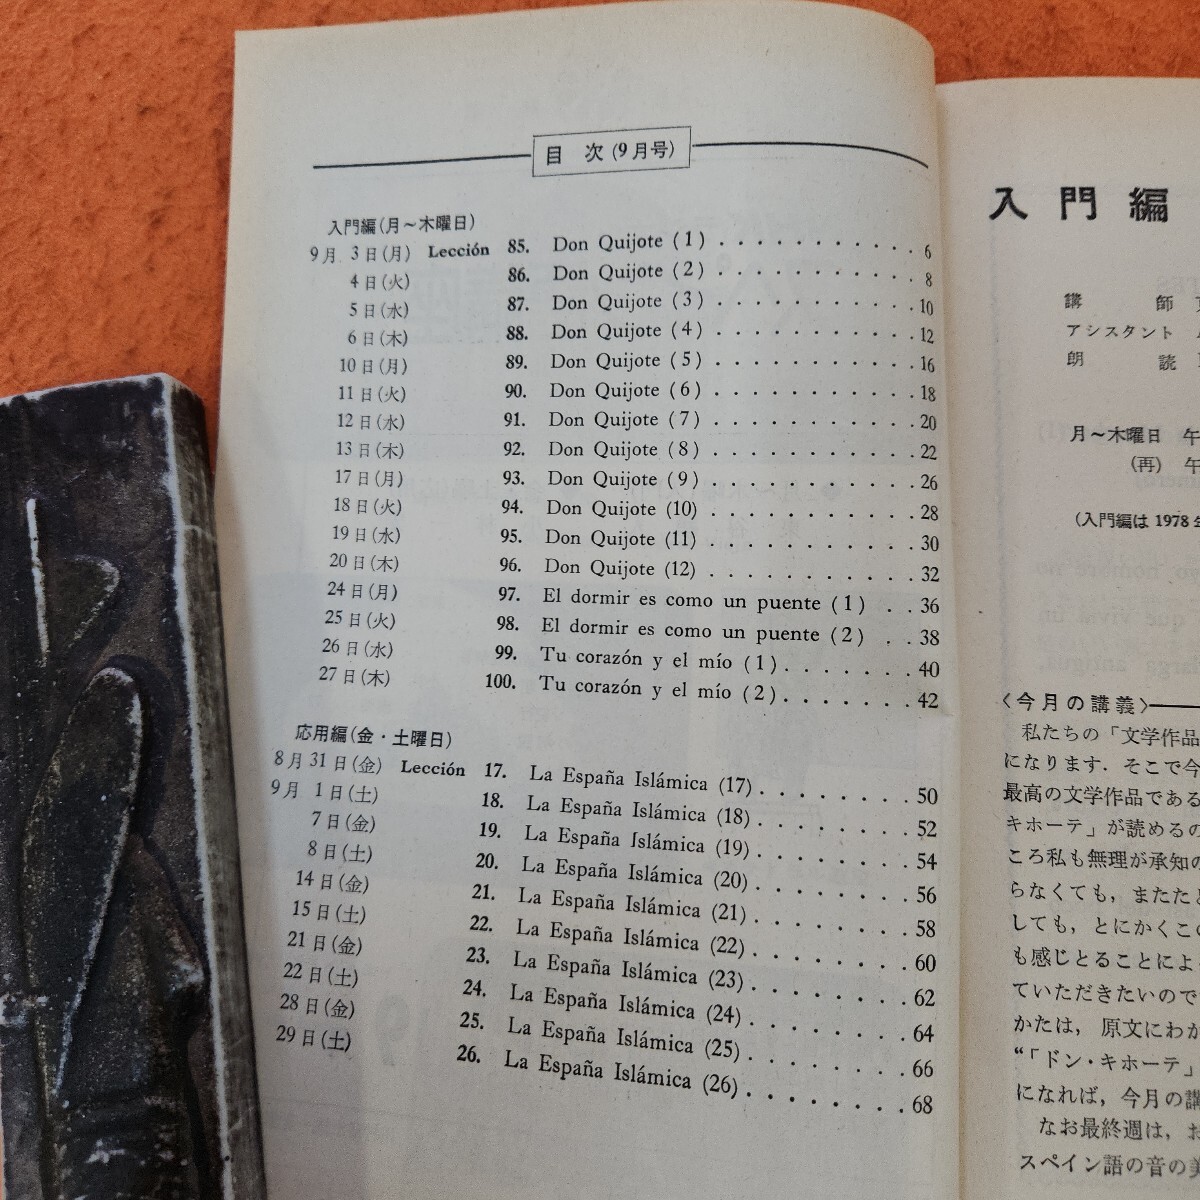 目 次(9月号)
入門編(月～木曜日)
9月 3日(月) Lección 85. Don Quijote (1) . . . . . . . . . . . 6
4日(火) 86. Don Quijote (2) . . . . . . . . . . . 8
5日(水) 87. Don Quijote (3) . . . . . . . . . . . 10
6日(木) 88. Don Quijote (4) . . . . . . . . . . . 12
10日(月) 89. Don Quijote (5) . . . . . . . . . . . 16
11日(火) 90. Don Quijote (6) . . . . . . . . . . . 18
12日(水) 91. Don Quijote (7) . . . . . . . . . . . 20
13日(木) 92. Don Quijote (8) . . . . . . . . . . . 22
17日(月) 93. Don Quijote (9) . . . . . . . . . . . 26
18日(火) 94. Don Quijote (10) . . . . . . . . . . . 28
19日(水) 95. Don Quijote (11) . . . . . . . . . . . 30
20日(木) 96. Don Quijote (12) . . . . . . . . . . . 32
24日(月) 97. El dormir es como un puente (1) . . 36
25日(火) 98. El dormir es como un puente (2) . . 38
26日(水) 99. Tu corazón y el mío (1) . . . . . . . 40
27日(木) 100. Tu corazón y el mío (2) . . . . . . . 42
応用編(金・土曜日)
8月 31日(金) Lección 17. La España Islámica (17) . . . . . . . . 50
9月 1日(土) 18. La España Islámica (18) . . . . . . . . 52
7日(金) 19. La España Islámica (19) . . . . . . . . 54
8日(土) 20. La España Islámica (20) . . . . . . . . 56
14日(金) 21. La España Islámica (21) . . . . . . . . 58
15日(土) 22. La España Islámica (22) . . . . . . . . 60
21日(金) 23. La España Islámica (23) . . . . . . . . 62
22日(土) 24. La España Islámica (24) . . . . . . . . 64
28日(金) 25. La España Islámica (25) . . . . . . . . 66
29日(土) 26. La España Islámica (26) . . . . . . . . 68
入門編
講 師
アシスタント
朗 読
月～木曜日 午
(再) 午
(入門編は 1978年
〈今月の講義〉
私たちの「文学作品
になります．そこで今
最高の文学作品である
キホーテ」が読めるの
ころ私も無理が承知の
らなくても，またたと
しても，とにかくこの
も感じとることによ
ていただきたいので
かたは， 原文にわか
“「ドン・キホーテ」
になれば，今月の講
なお最終週は，お
スペイン語の音の美